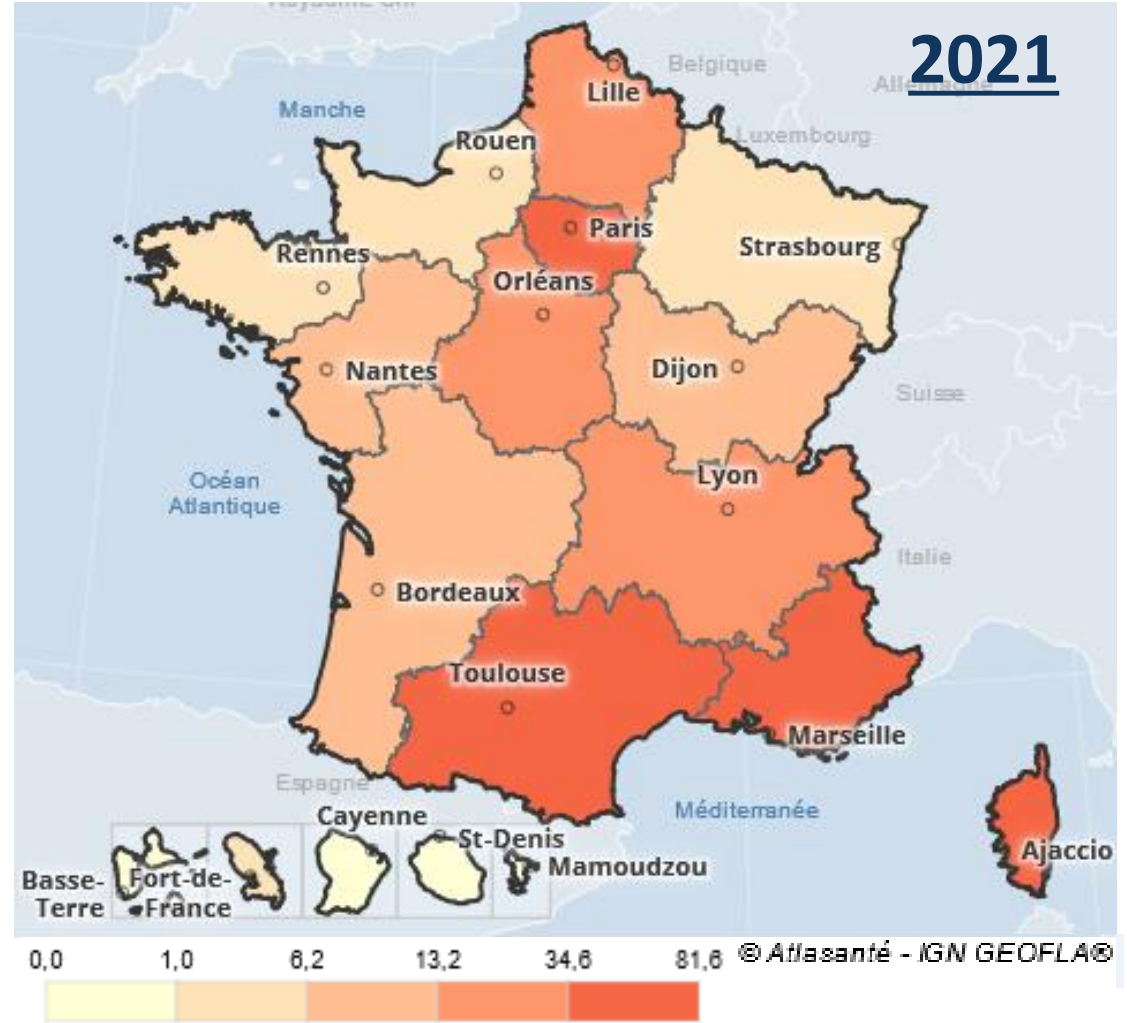 Royaume-Uni
2021
Belgique
Allemagne
Lille
Manche
Luxembourg
Rouen
Paris
Strasbourg
Rennes
Orléans
Nantes
Dijon
Suisse
Océan
Atlantique
Lyon
Italie
Bordeaux
Toulouse
Marseille
Espagne
Méditerranée
Cayenne
St-Denis
Ajaccio
Mamoudzou
Basse-
Terre
Fort-de-
France
0,0 1,0 6,2 13,2 34,6 81,6
© Atlasanté - IGN GEOFLA®